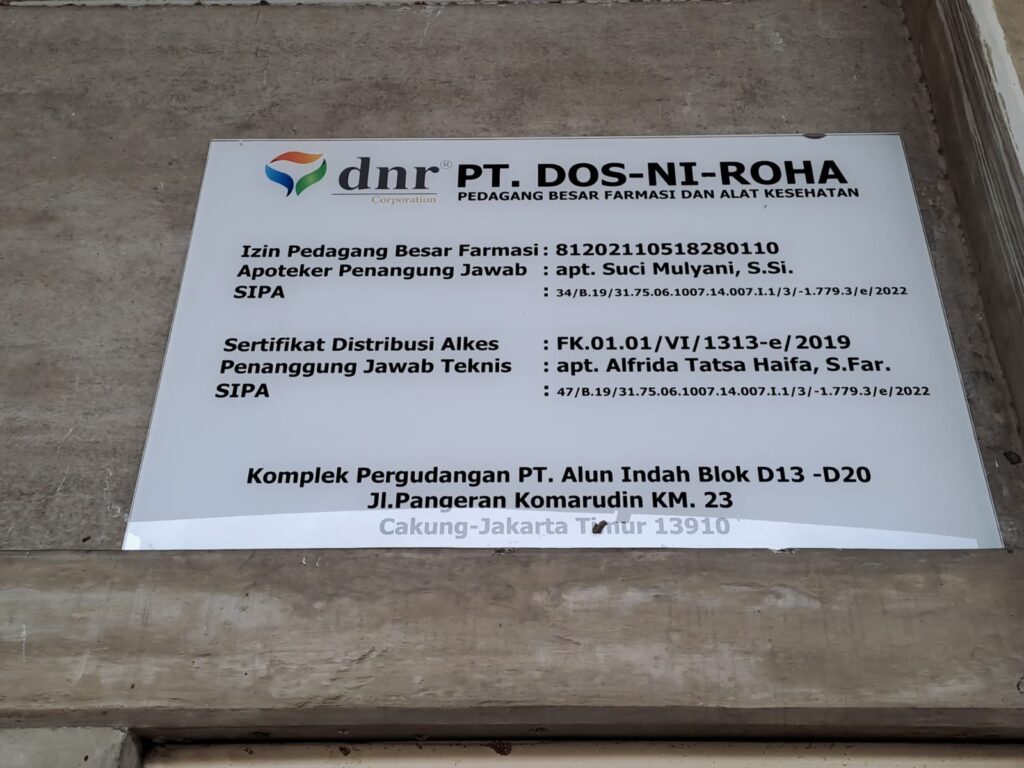 dnr® PT. DOS-NI-ROHA
Corporation PEDAGANG BESAR FARMASI DAN ALAT KESEHATAN
Izin Pedagang Besar Farmasi : 81202110518280110
Apoteker Penangung Jawab : apt. Suci Mulyani, S.Si.
SIPA : 34/B.19/31.75.06.1007.14.007.I.1/3/-1.779.3/e/2022
Sertifikat Distribusi Alkes : FK.01.01/VI/1313-e/2019
Penanggung Jawab Teknis : apt. Alfrida Tatsa Haifa, S.Far.
SIPA : 47/B.19/31.75.06.1007.14.007.I.1/3/-1.779.3/e/2022
Komplek Pergudangan PT. Alun Indah Blok D13 -D20
Jl.Pangeran Komarudin KM. 23
Cakung-Jakarta Timur 13910